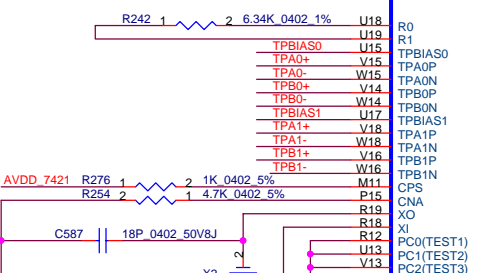 R242 1 2 6.34K_0402_1% U18 R0
U19 R1
TPBIAS0 U15 TPBIAS0
TPA0+ V15 TPA0P
TPA0- W15 TPA0N
TPB0+ V14 TPB0P
TPB0- W14 TPB0N
TPBIAS1 U17 TPBIAS1
TPA1+ V18 TPA1P
TPA1- W18 TPA1N
TPB1+ V16 TPB1P
TPB1- W16 TPB1N
AVDD_7421 R276 1 2 1K_0402_5% M11 CPS
R254 2 1 4.7K_0402_5% P15 CNA
R19 XO
R18 XI
C587 18P_0402_50V8J R12 PC0(TEST1)
2 U13 PC1(TEST2)
V13 PC2(TEST3)